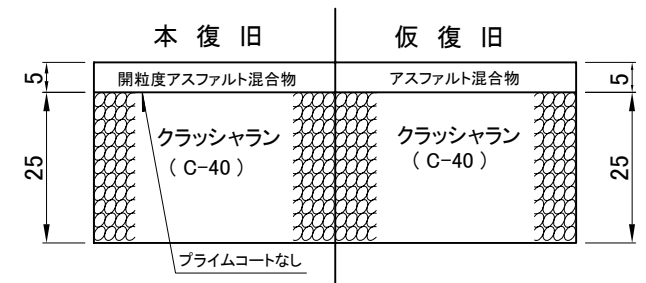 本 復 旧
仮 復 旧
5
開粒度アスファルト混合物
アスファルト混合物
5
25
クラッシャラン
( C-40 )
クラッシャラン
( C-40 )
25
プライムコートなし